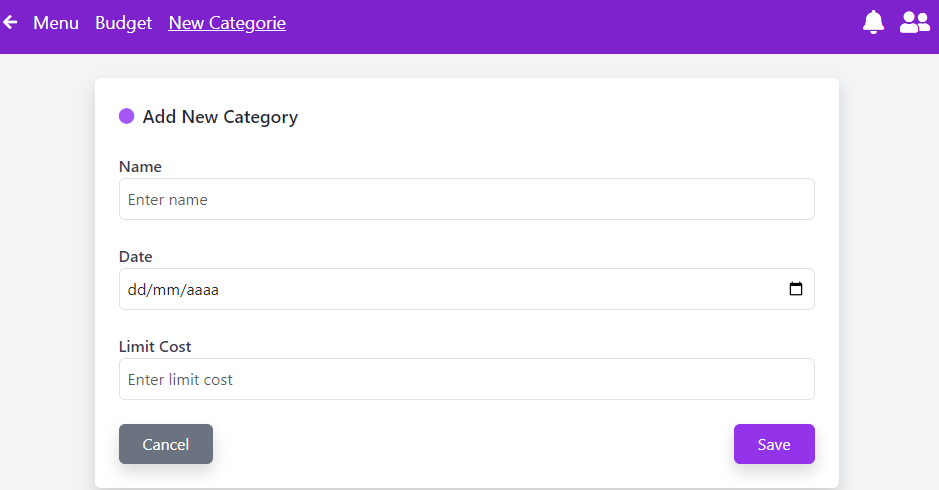 Menu Budget New Categorie
Add New Category
Name
Enter name
Date
dd/mm/aaaa
Limit Cost
Enter limit cost
Cancel Save